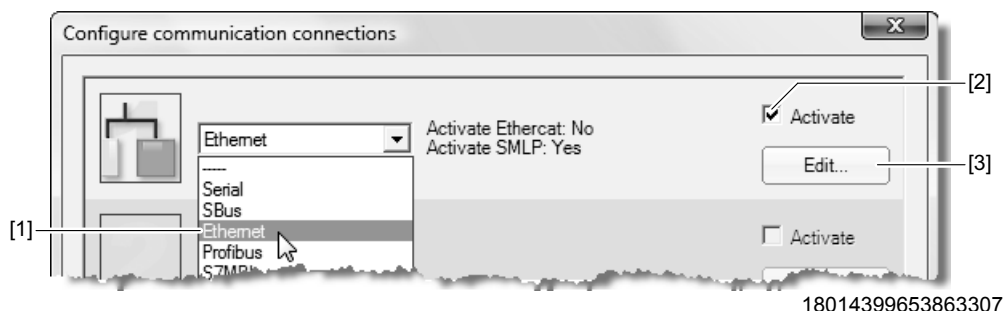 Configure communication connections
[2]
Activate
Ethernet
Activate Ethercat: No
Activate SMLP: Yes
Edit...
[3]
-----
Serial
SBus
[1]
Ethernet
Profibus
Activate
18014399653863307